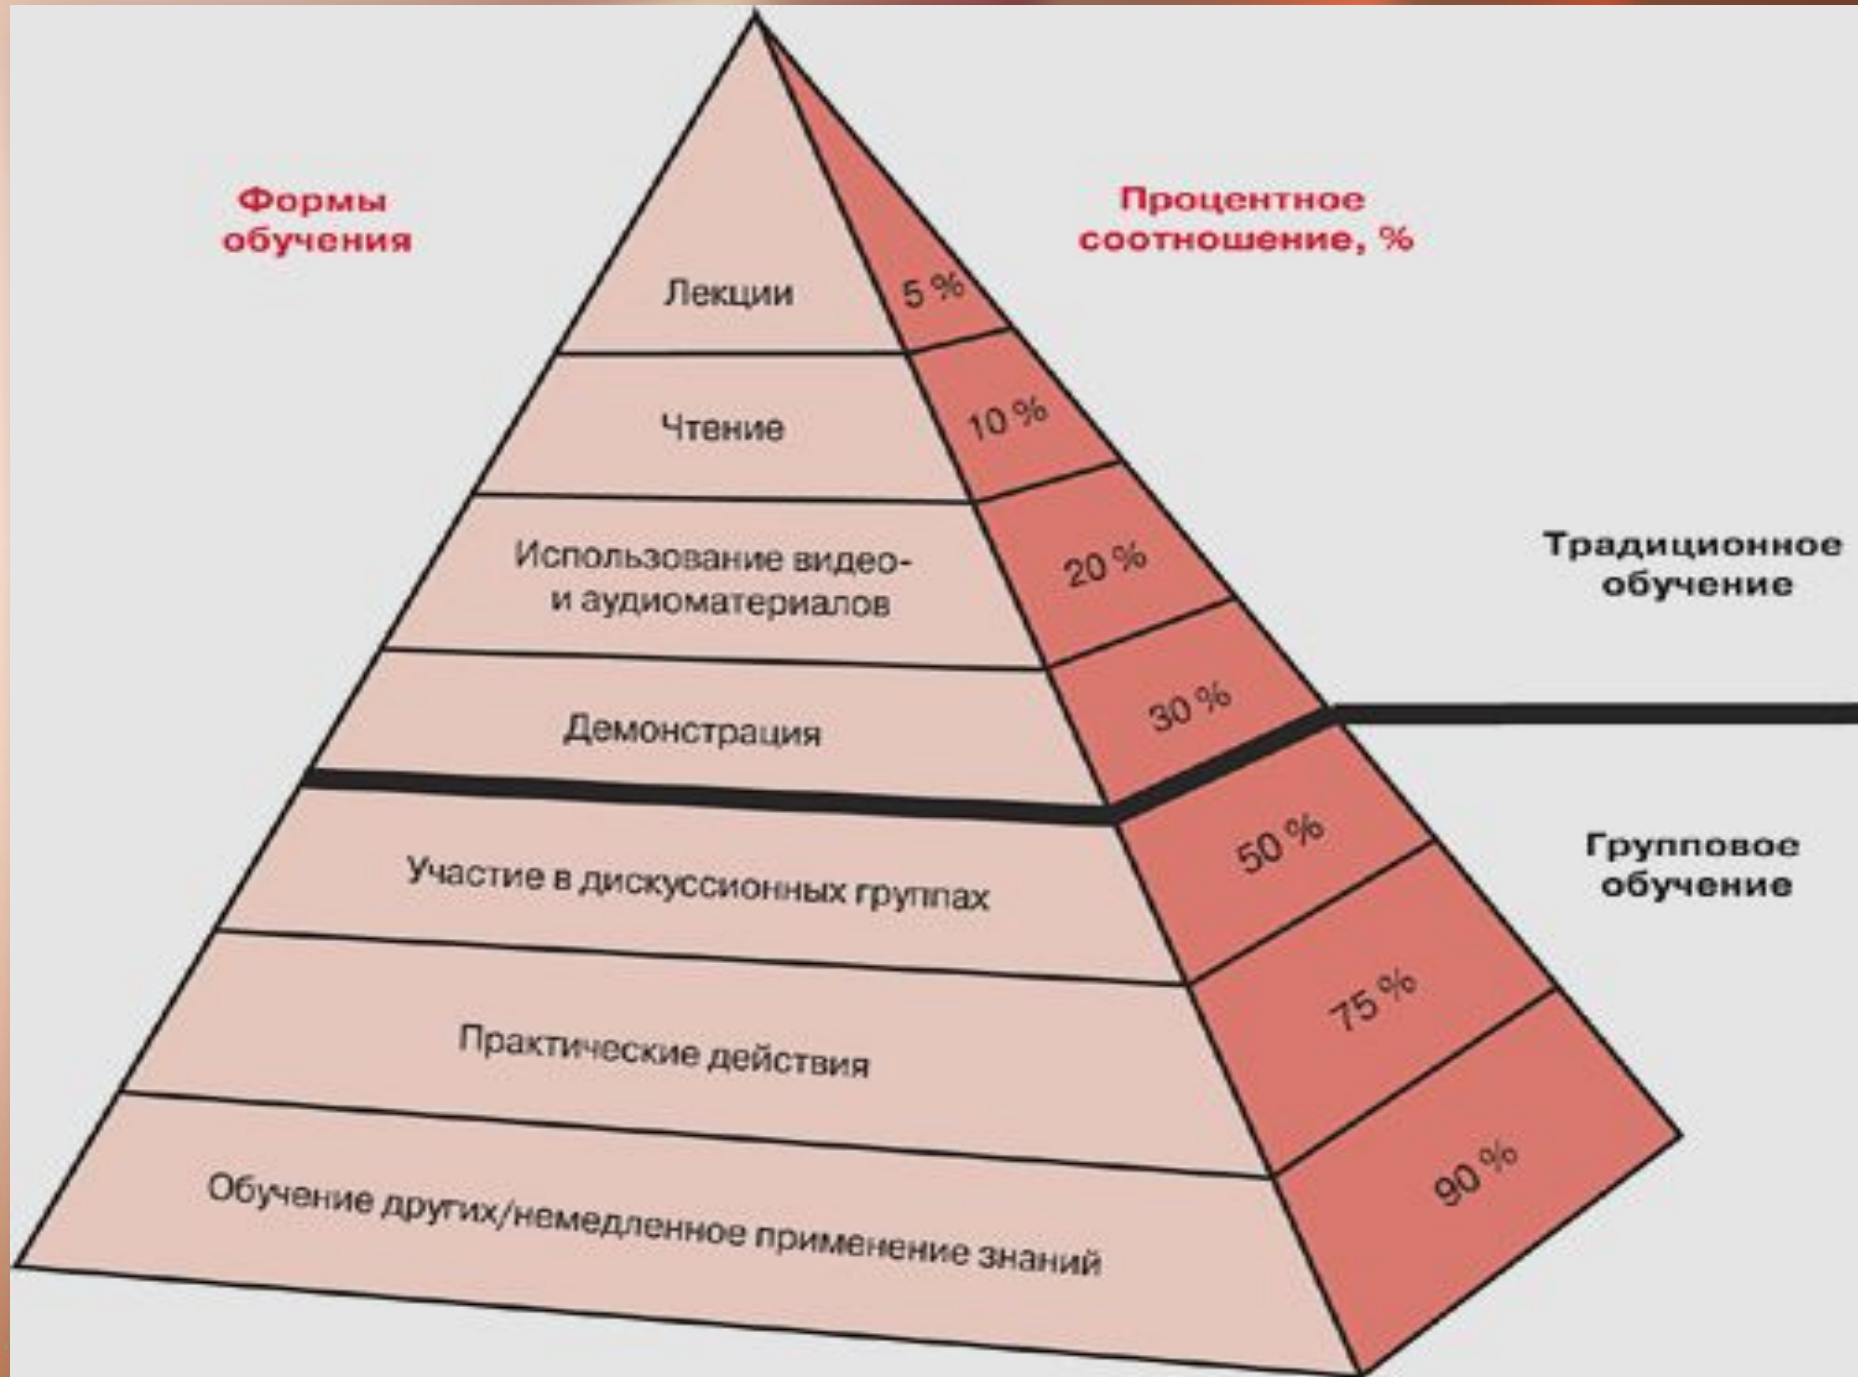 Формы
обучения
Процентное
соотношение, %
Лекции
5 %
Чтение
10 %
Использование видео-
и аудиоматериалов
20 %
Традиционное
обучение
Демонстрация
30 %
Участие в дискуссионных группах
50 %
Групповое
обучение
Практические действия
75 %
Обучение других/немедленное применение знаний
90 %